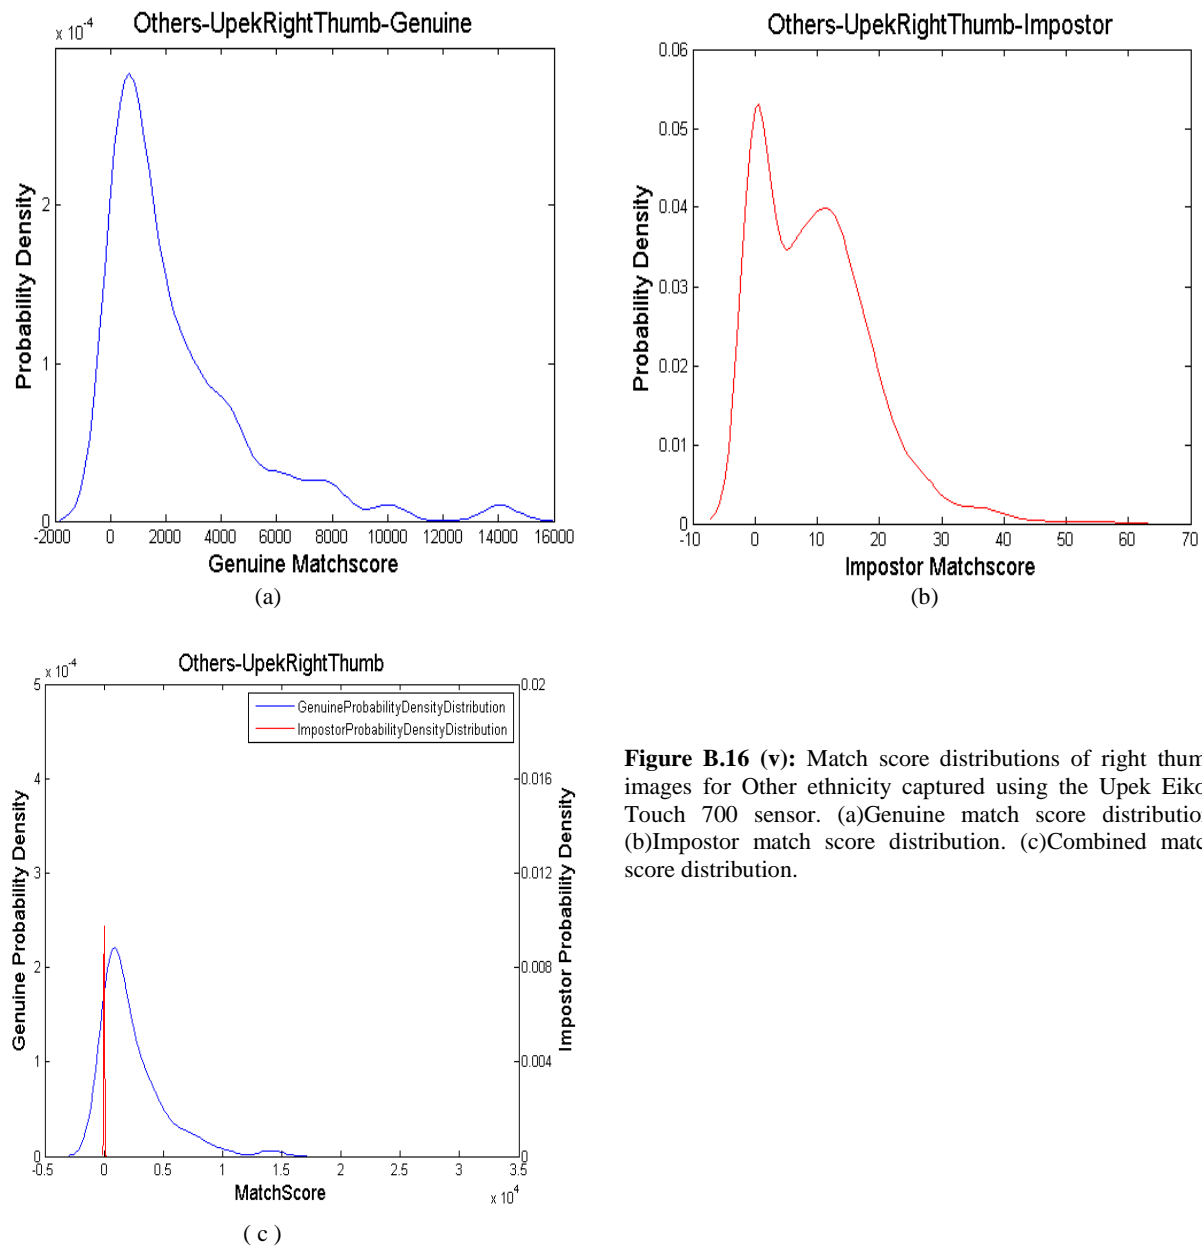 Others-UpekRightThumb-Genuine
x 10^-4
2
1
0
Probability Density
-2000 0 2000 4000 6000 8000 10000 12000 14000 16000
Genuine Matchscore
(a)
Others-UpekRightThumb-Impostor
0.06
0.05
0.04
0.03
0.02
0.01
0
Probability Density
-10 0 10 20 30 40 50 60 70
Impostor Matchscore
(b)
Others-UpekRightThumb
x 10^-4
5
4
3
2
1
0
Genuine Probability Density
GenuineProbabilityDensityDistribution
ImpostorProbabilityDensityDistribution
0.02
0.016
0.012
0.008
0.004
0
Impostor Probability Density
-0.5 0 0.5 1 1.5 2 2.5 3 3.5
x 10^4
MatchScore
( c )
Figure B.16 (v): Match score distributions of right thum
images for Other ethnicity captured using the Upek Eiko
Touch 700 sensor. (a)Genuine match score distribution
(b)Impostor match score distribution. (c)Combined matc
score distribution.